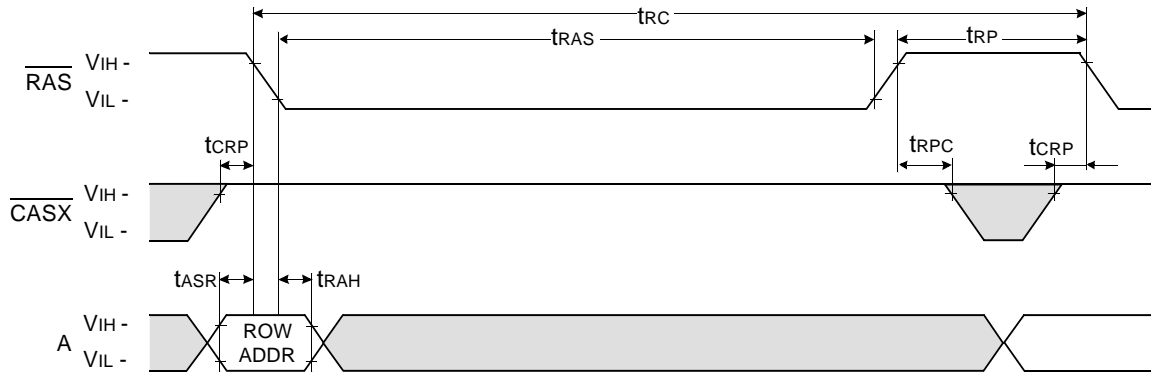 tRC
tRAS
tRP
RAS
VIH -
VIL -
tCRP
tRPC
tCRP
CASX
VIH -
VIL -
tASR
tRAH
A
VIH -
VIL -
ROW
ADDR